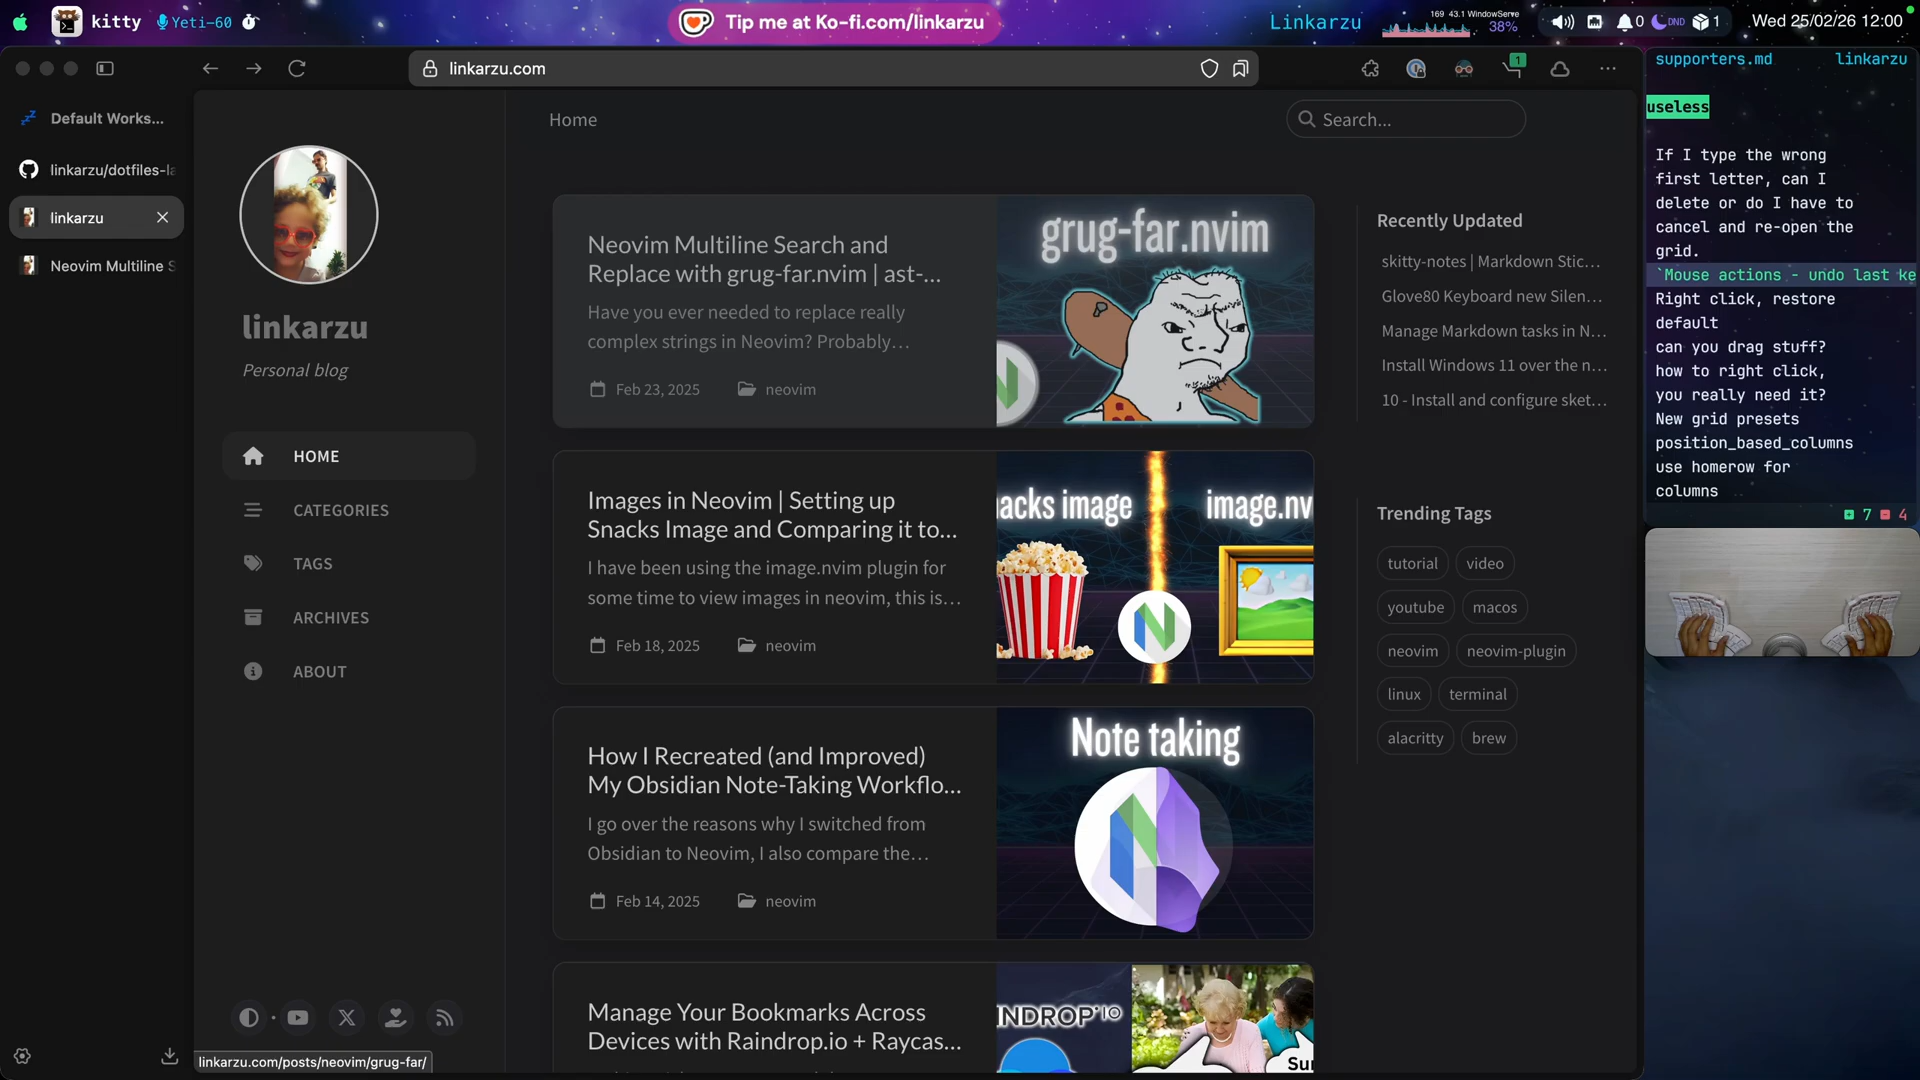 kitty
Yeti-60
Tip me at Ko-fi.com/linkarzu
Linkarzu
169 43.1 WindowServe
38%
0
DND
1
Wed 25/02/26 12:00
linkarzu.com
1
Default Works...
linkarzu/dotfiles-la
linkarzu
Neovim Multiline S
linkarzu
Personal blog
HOME
CATEGORIES
TAGS
ARCHIVES
ABOUT
linkarzu.com/posts/neovim/grug-far/
Home
Search...
Neovim Multiline Search and
Replace with grug-far.nvim | ast-...
Have you ever needed to replace really
complex strings in Neovim? Probably...
Feb 23, 2025
neovim
grug-far.nvim
Images in Neovim | Setting up
Snacks Image and Comparing it to...
I have been using the image.nvim plugin for
some time to view images in neovim, this is...
Feb 18, 2025
neovim
acks image
image.nv
How I Recreated (and Improved)
My Obsidian Note-Taking Workflo...
I go over the reasons why I switched from
Obsidian to Neovim, I also compare the...
Feb 14, 2025
neovim
Note taking
Manage Your Bookmarks Across
Devices with Raindrop.io + Raycas...
NDROP'IO
Sur
Recently Updated
skitty-notes | Markdown Stic...
Glove80 Keyboard new Silen...
Manage Markdown tasks in N...
Install Windows 11 over the n...
10 - Install and configure sket...
Trending Tags
tutorial
video
youtube
macos
neovim
neovim-plugin
linux
terminal
alacritty
brew
supporters.md
linkarzu
useless
If I type the wrong
first letter, can I
delete or do I have to
cancel and re-open the
grid.
`Mouse actions - undo last ke
Right click, restore
default
can you drag stuff?
how to right click,
you really need it?
New grid presets
position_based_columns
use homerow for
columns
7
4